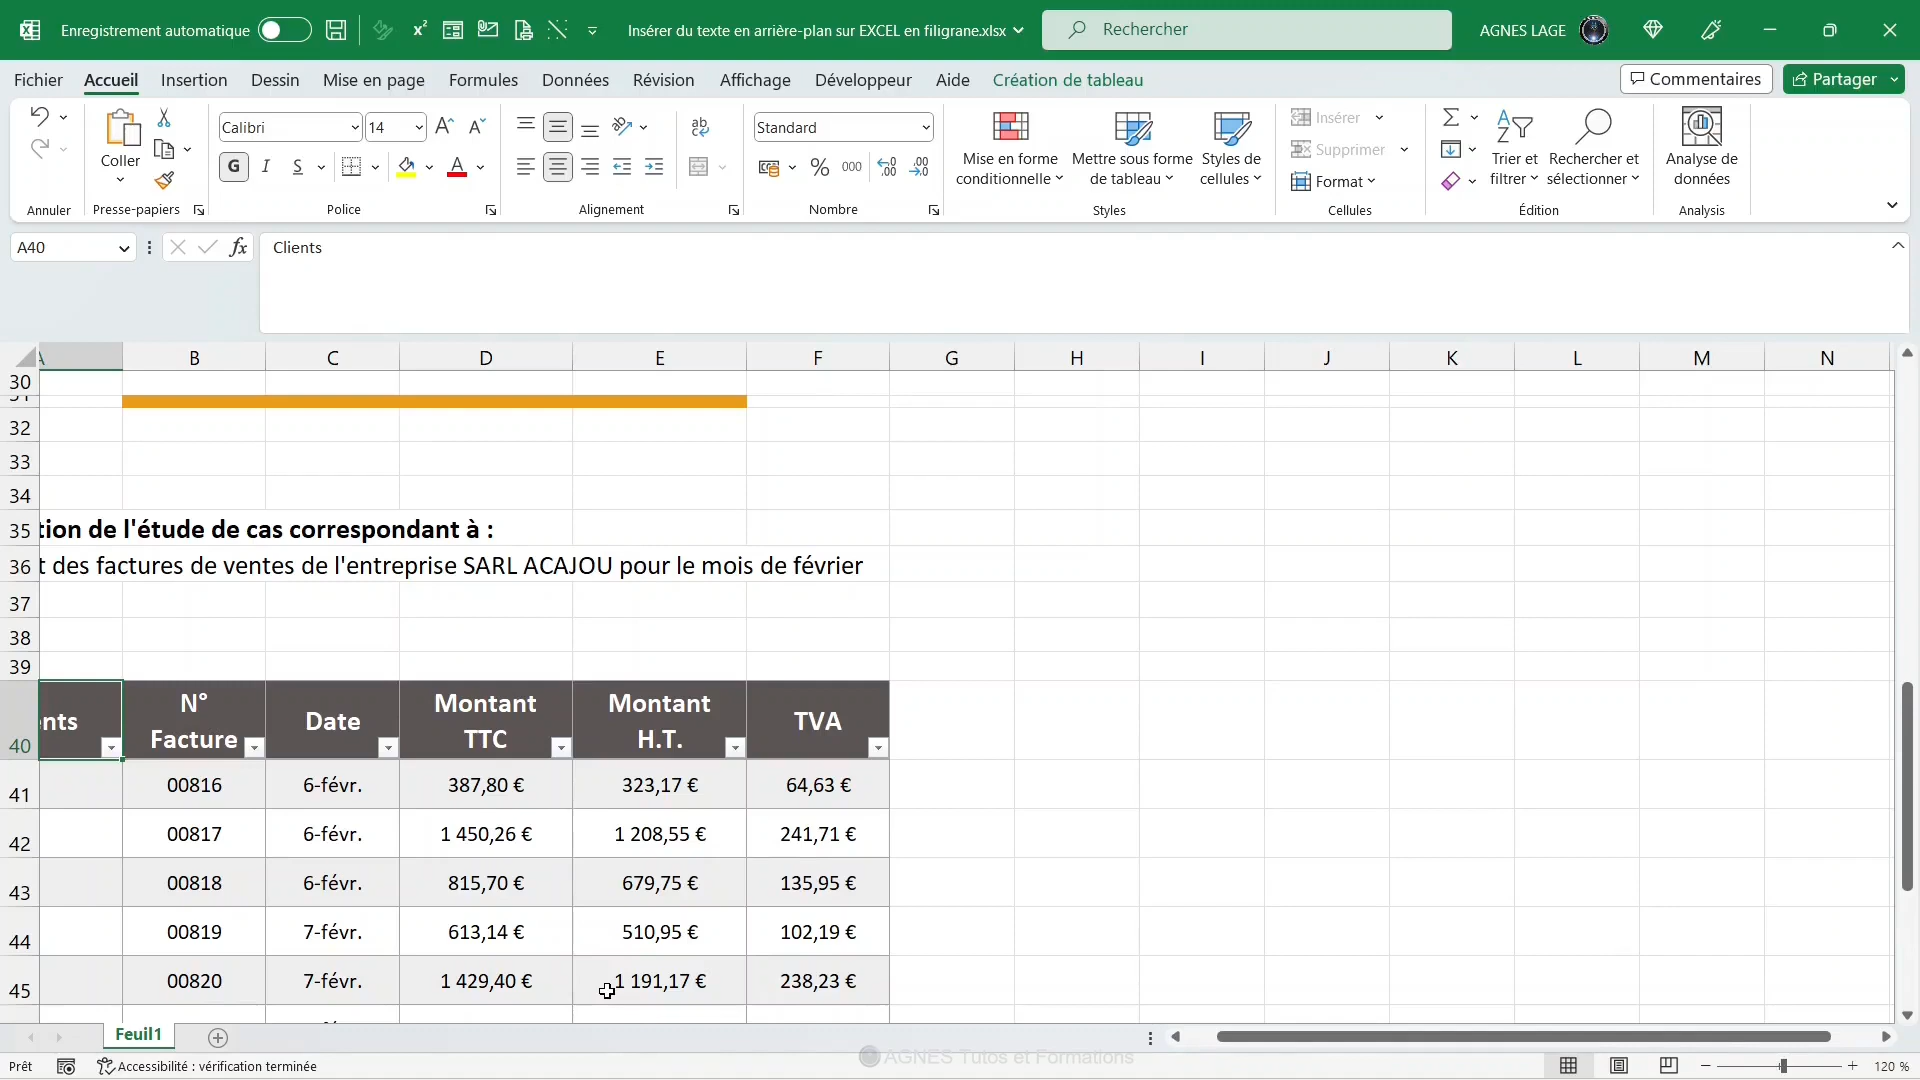 Enregistrement automatique
Insérer du texte en arrière-plan sur EXCEL en filigrane.xlsx
Rechercher
AGNES LAGE
Fichier
Accueil
Insertion
Dessin
Mise en page
Formules
Données
Révision
Affichage
Développeur
Aide
Création de tableau
Commentaires
Partager
Annuler
Coller
Presse-papiers
Calibri
14
G I S
Police
Alignement
Standard
% 000
Nombre
Mise en forme
conditionnelle
Mettre sous forme
de tableau
Styles de
cellules
Styles
Insérer
Supprimer
Format
Cellules
Trier et
filtrer
Rechercher et
sélectionner
Édition
Analyse de
données
Analysis
A40
fx
Clients
A B C D E F G H I J K L M N
30
31
32
33
34
35 tion de l'étude de cas correspondant à :
36 t des factures de ventes de l'entreprise SARL ACAJOU pour le mois de février
37
38
39
40 ents
N°
Facture
Date
Montant
TTC
Montant
H.T.
TVA
41 00816 6-févr. 387,80 € 323,17 € 64,63 €
42 00817 6-févr. 1 450,26 € 1 208,55 € 241,71 €
43 00818 6-févr. 815,70 € 679,75 € 135,95 €
44 00819 7-févr. 613,14 € 510,95 € 102,19 €
45 00820 7-févr. 1 429,40 € 1 191,17 € 238,23 €
Feuil1
AGNES Tutos et Formations
Prêt
Accessibilité : vérification terminée
120 %